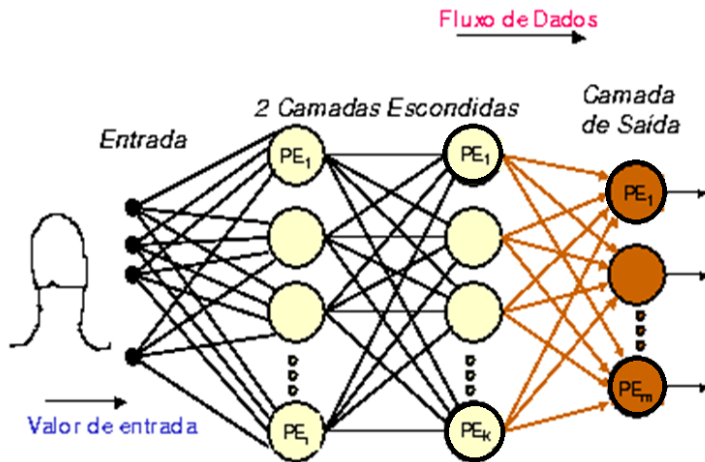 Fluxo de Dados
2 Camadas Escondidas
Camada
de Saída
Entrada
PE1
PE1
PE1
PEi
PEk
PEm
Valor de entrada